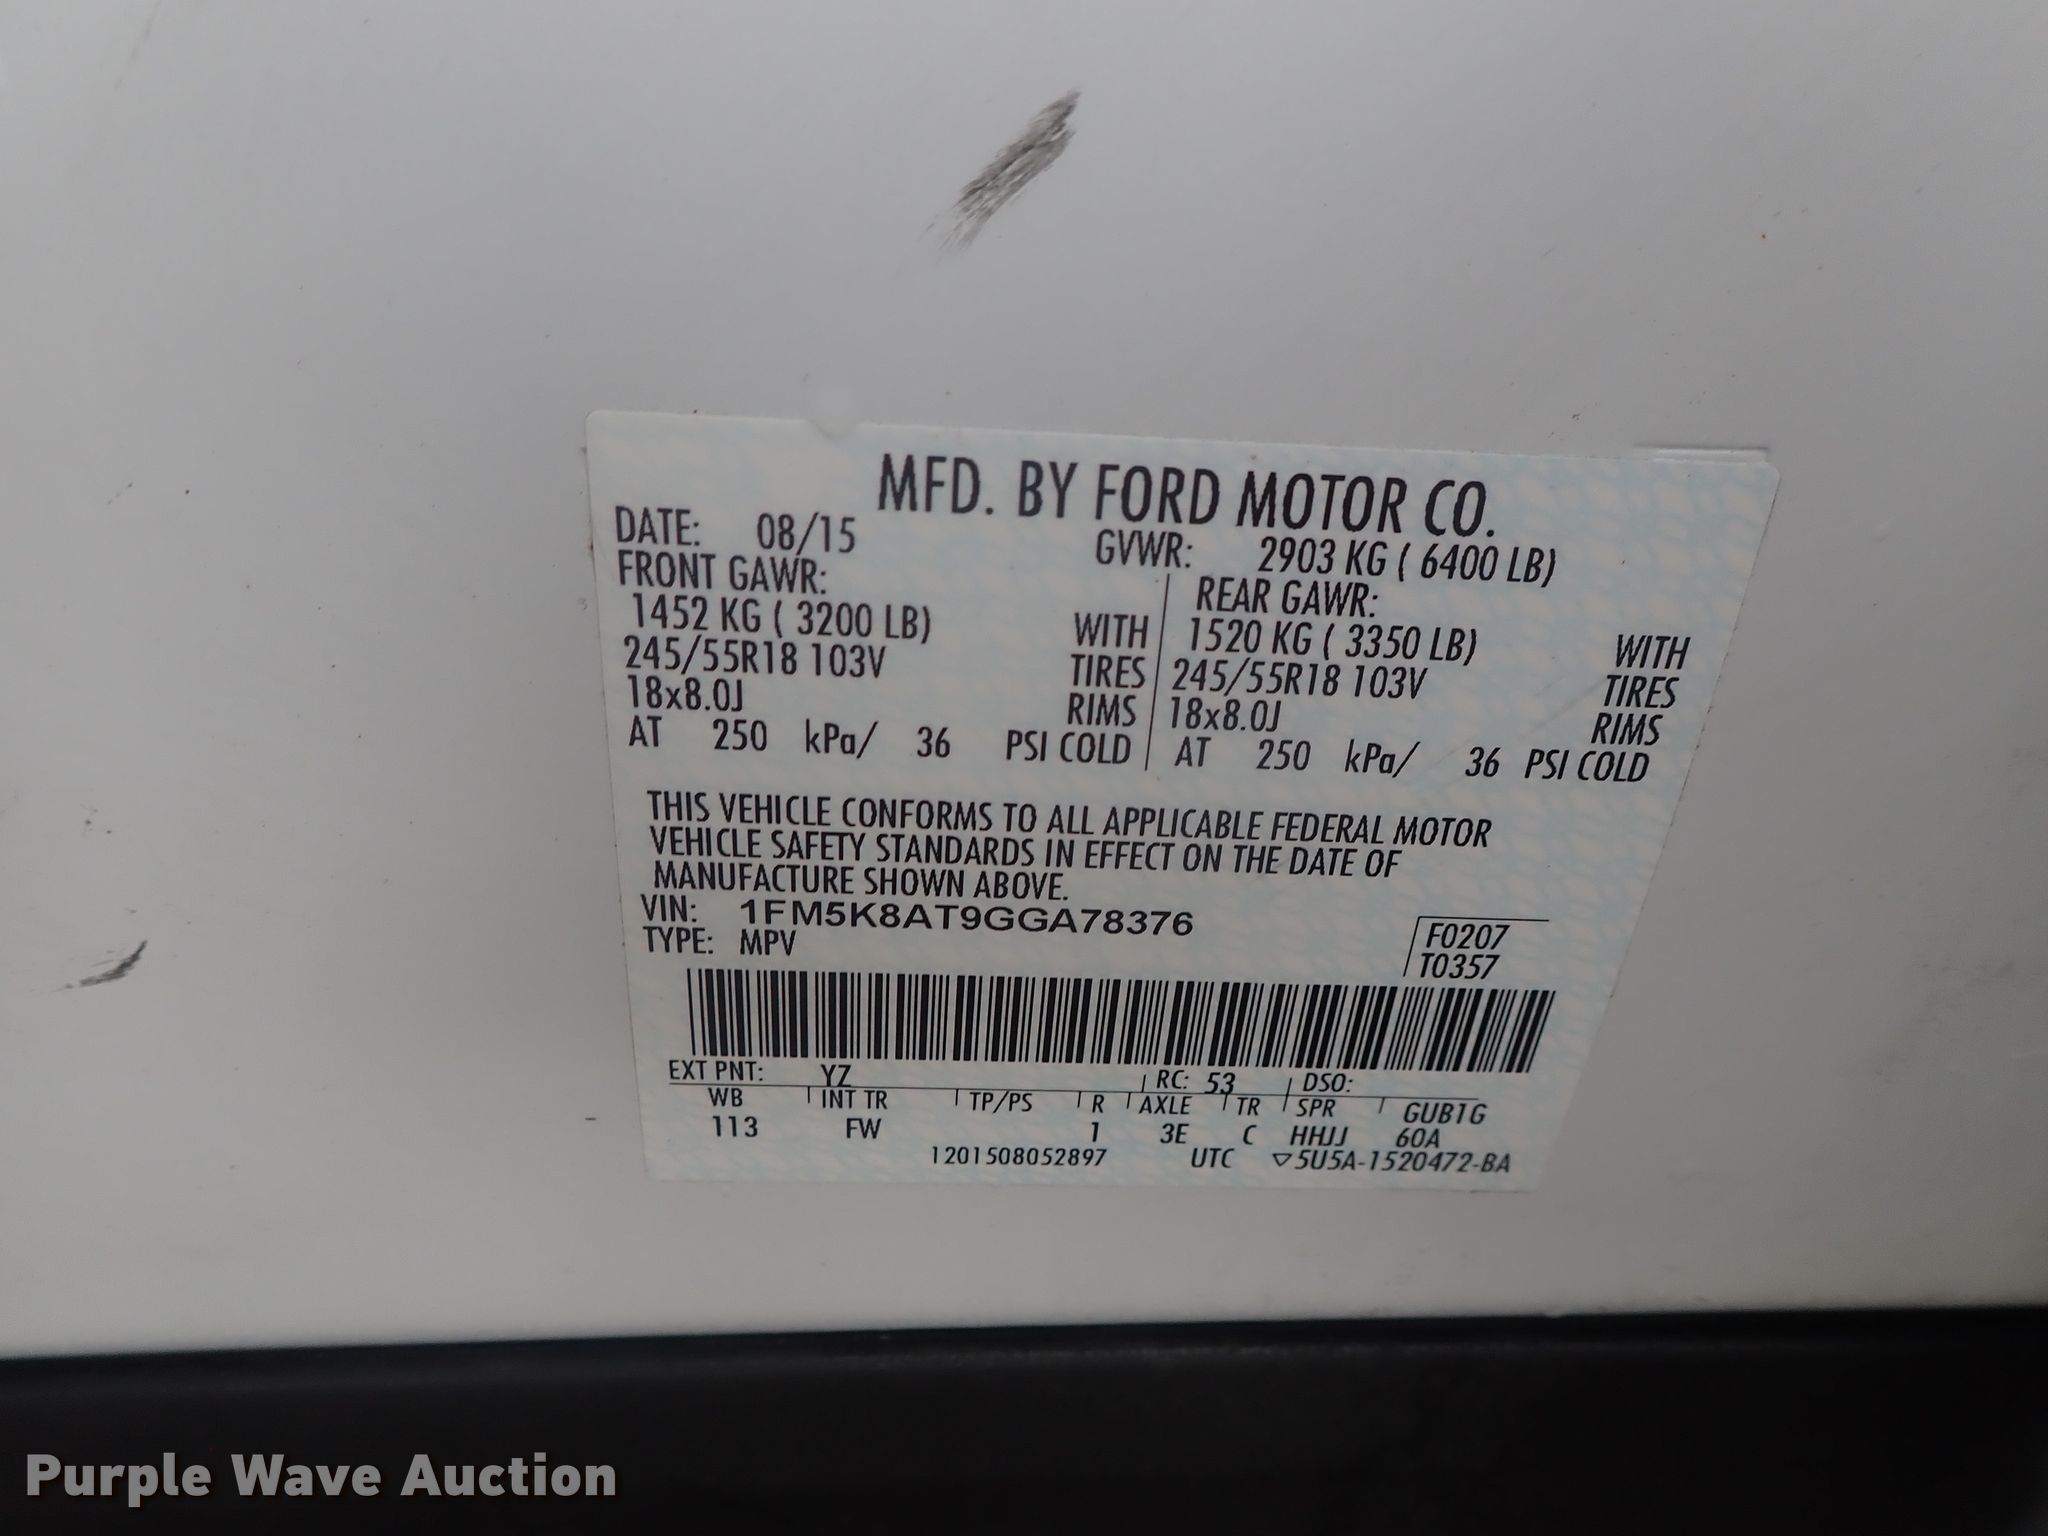 MFD. BY FORD MOTOR CO.
DATE: 08/15 GVWR: 2903 KG ( 6400 LB)
FRONT GAWR: REAR GAWR:
1452 KG ( 3200 LB) WITH 1520 KG ( 3350 LB) WITH
245/55R18 103V TIRES 245/55R18 103V TIRES
18x8.0J RIMS 18x8.0J RIMS
AT 250 kPa/ 36 PSI COLD AT 250 kPa/ 36 PSI COLD
THIS VEHICLE CONFORMS TO ALL APPLICABLE FEDERAL MOTOR
VEHICLE SAFETY STANDARDS IN EFFECT ON THE DATE OF
MANUFACTURE SHOWN ABOVE.
VIN: 1FM5K8AT9GGA78376 F0207
TYPE: MPV T0357
EXT PNT: YZ RC: 53 DSO:
WB INT TR TP/PS R AXLE TR SPR GUB1G
113 FW 1 3E C HHJJ 60A
1201508052897 UTC ▽5U5A-1520472-BA
Purple Wave Auction